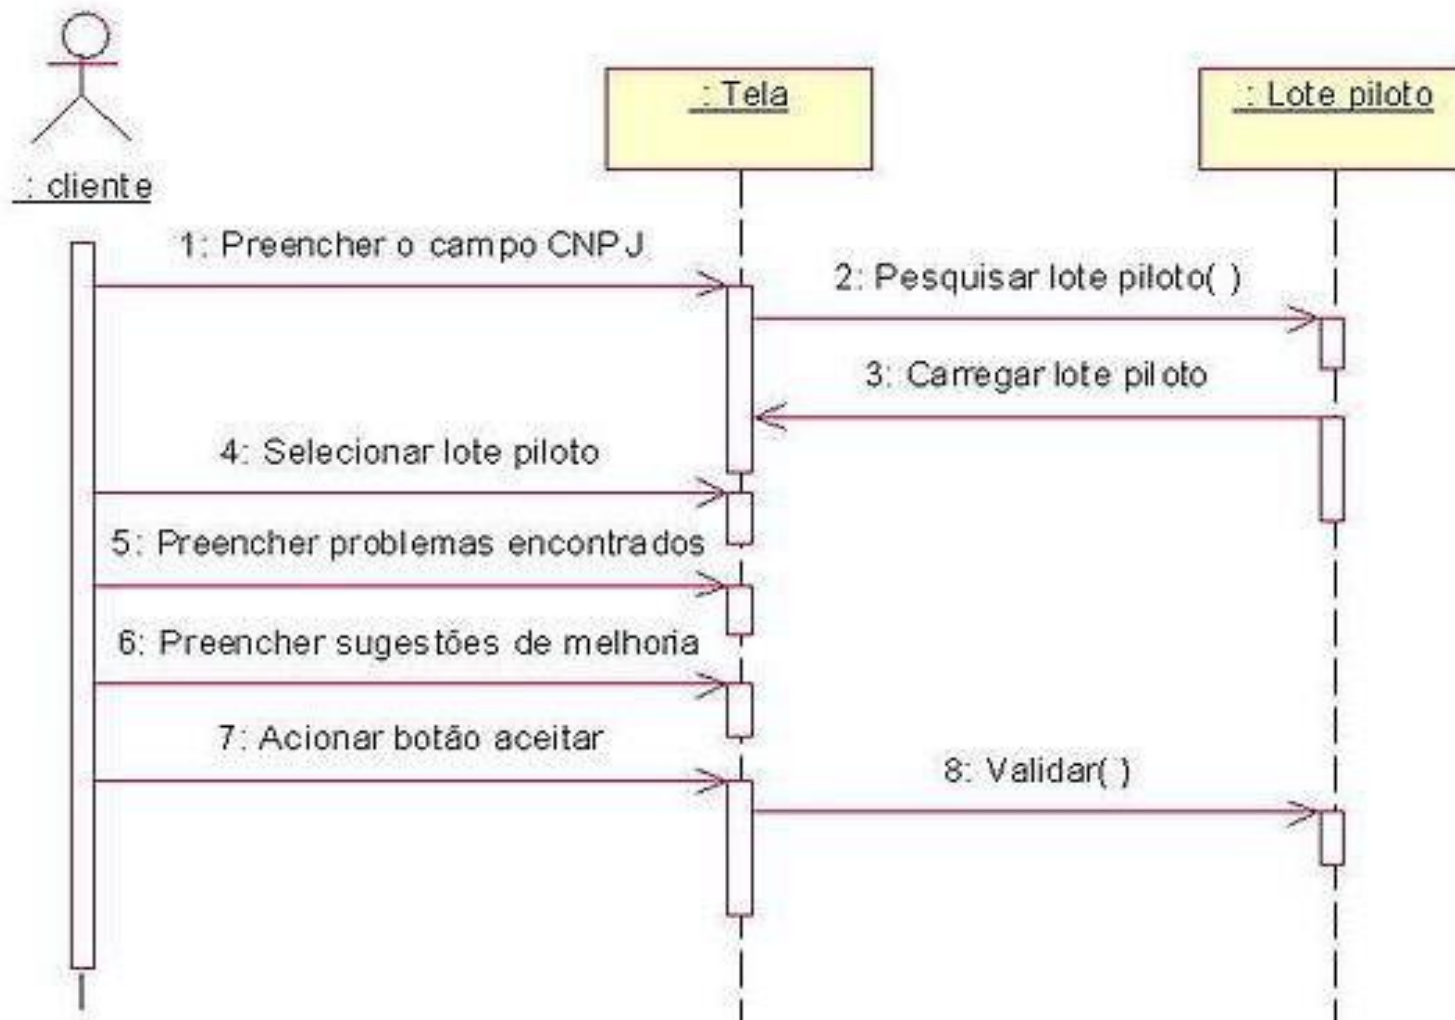 : Tela
: Lote piloto
: cliente
1: Preencher o campo CNPJ
2: Pesquisar lote piloto( )
3: Carregar lote piloto
4: Selecionar lote piloto
5: Preencher problemas encontrados
6: Preencher sugestões de melhoria
7: Acionar botão aceitar
8: Validar( )